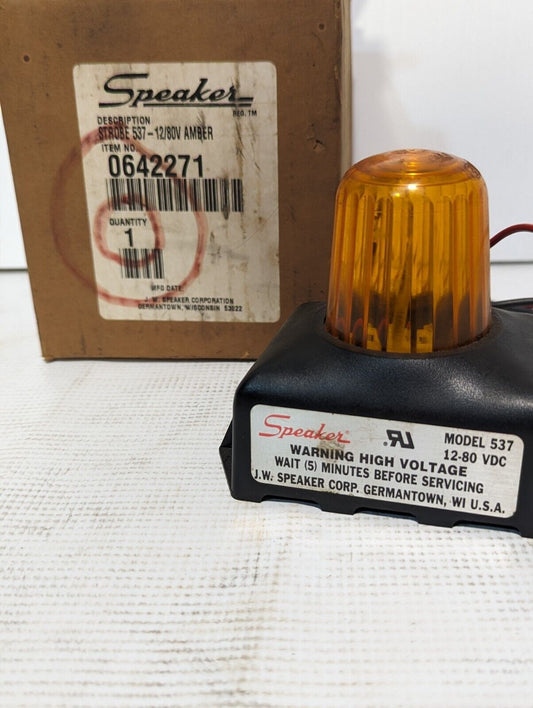 Speaker
REG. TM
DESCRIPTION
STROBE 537-12/80V AMBER
ITEM NO.
0642271
QUANTITY
1
MFG DATE:
J. W. SPEAKER CORPORATION
GERMANTOWN, WISCONSIN 53022
Speaker
MODEL 537
12-80 VDC
WARNING HIGH VOLTAGE
WAIT (5) MINUTES BEFORE SERVICING
J.W. SPEAKER CORP. GERMANTOWN, WI U.S.A.